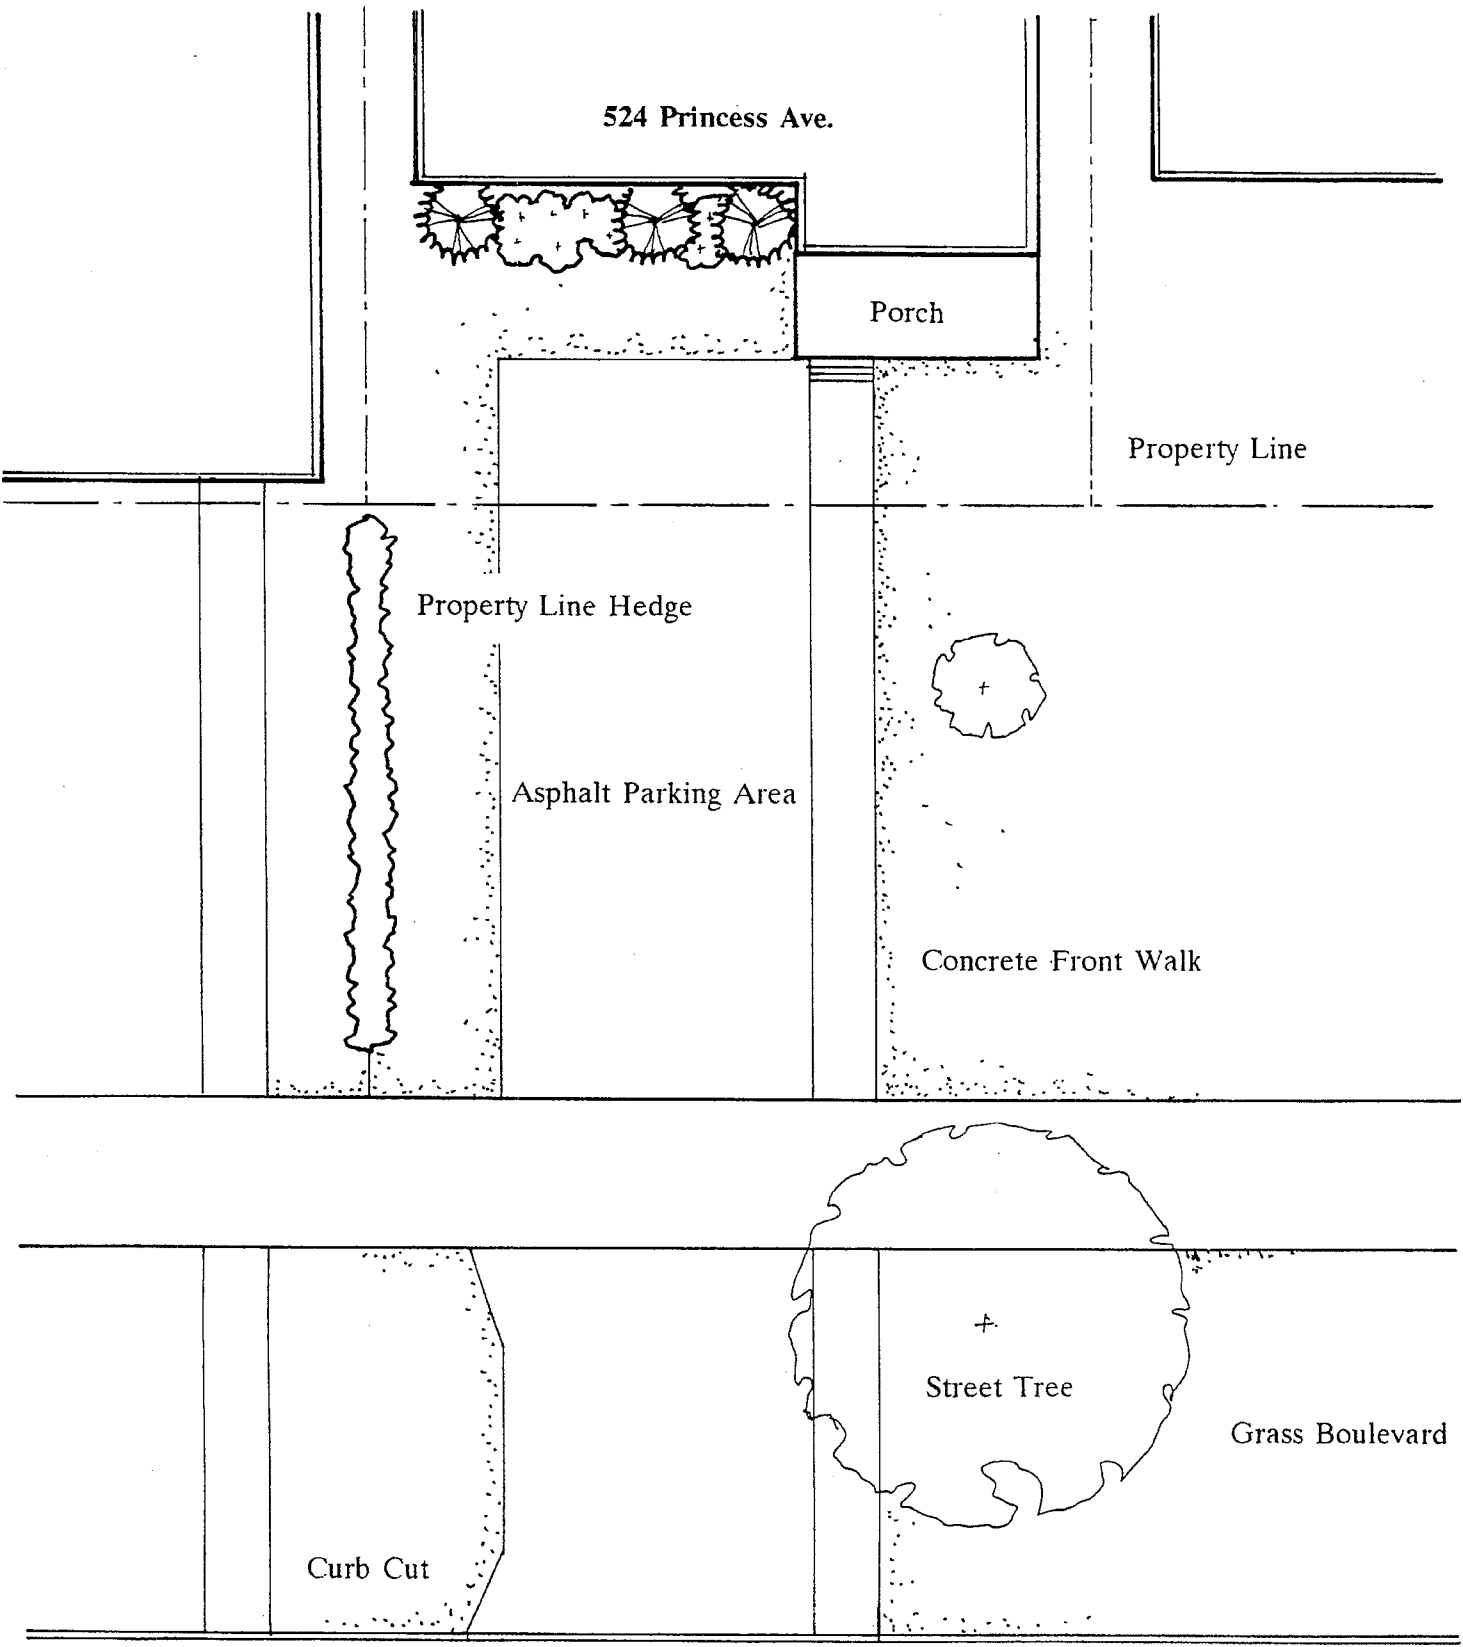 524 Princess Ave.
Porch
Property Line
Property Line Hedge
Asphalt Parking Area
Concrete Front Walk
Street Tree
Grass Boulevard
Curb Cut